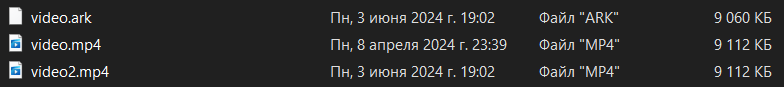 video.ark Пн, 3 июня 2024 г. 19:02 Файл "ARK" 9 060 КБ
video.mp4 Пн, 8 апреля 2024 г. 23:39 Файл "MP4" 9 112 КБ
video2.mp4 Пн, 3 июня 2024 г. 19:02 Файл "MP4" 9 112 КБ